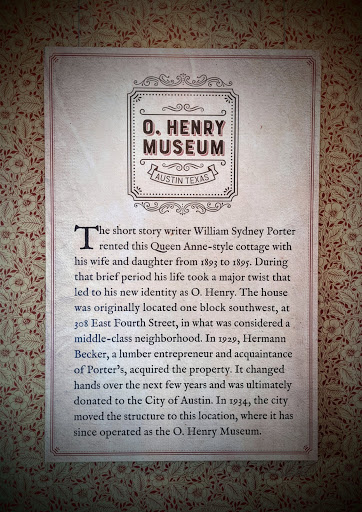 O. HENRY
MUSEUM
AUSTIN TEXAS
The short story writer William Sydney Porter
rented this Queen Anne-style cottage with
his wife and daughter from 1893 to 1895. During
that brief period his life took a major twist that
led to his new identity as O. Henry. The house
was originally located one block southwest, at
308 East Fourth Street, in what was considered a
middle-class neighborhood. In 1929, Hermann
Becker, a lumber entrepreneur and acquaintance
of Porter's, acquired the property. It changed
hands over the next few years and was ultimately
donated to the City of Austin. In 1934, the city
moved the structure to this location, where it has
since operated as the O. Henry Museum.